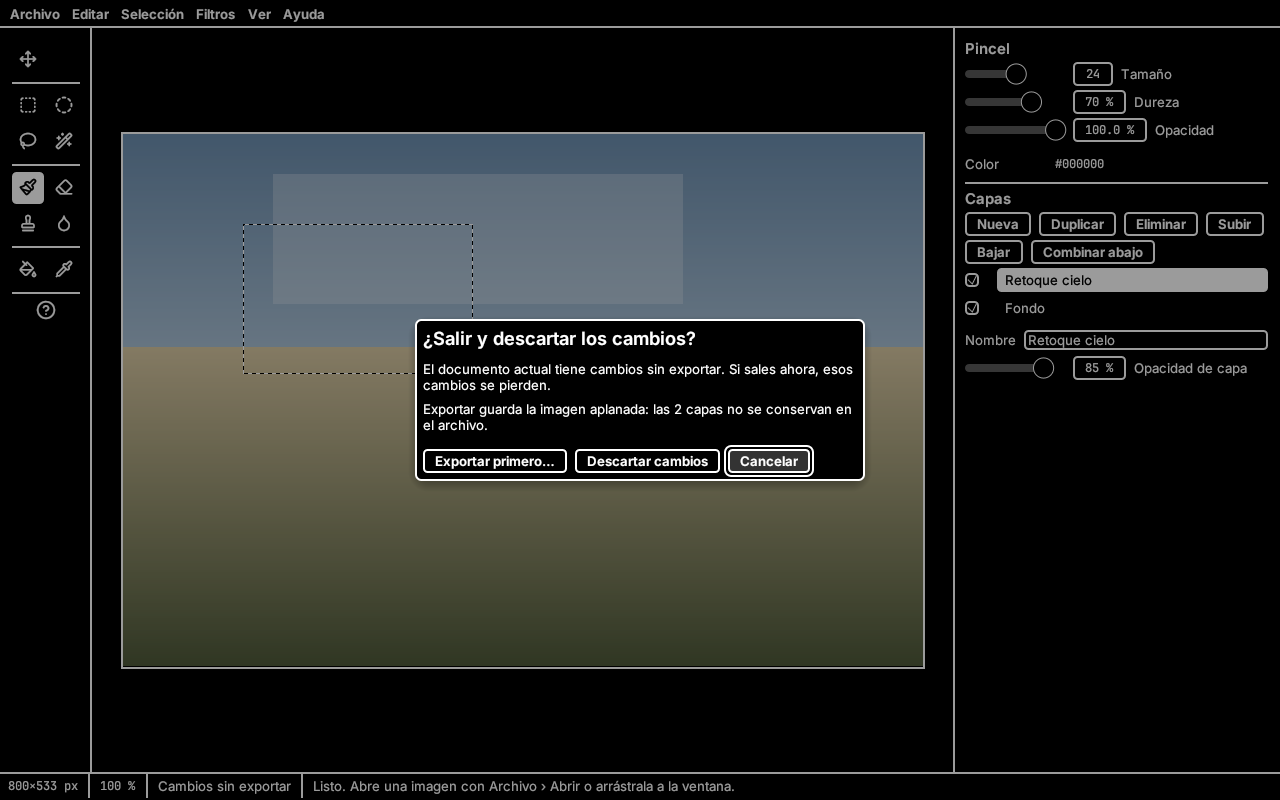 Archivo Editar Selección Filtros Ver Ayuda
Pincel
24 Tamaño
70 % Dureza
100.0 % Opacidad
Color #000000
Capas
Nueva Duplicar Eliminar Subir
Bajar Combinar abajo
Retoque cielo
Fondo
Nombre Retoque cielo
85 % Opacidad de capa
¿Salir y descartar los cambios?
El documento actual tiene cambios sin exportar. Si sales ahora, esos
cambios se pierden.
Exportar guarda la imagen aplanada: las 2 capas no se conservan en
el archivo.
Exportar primero... Descartar cambios Cancelar
800×533 px 100 % Cambios sin exportar Listo. Abre una imagen con Archivo › Abrir o arrástrala a la ventana.